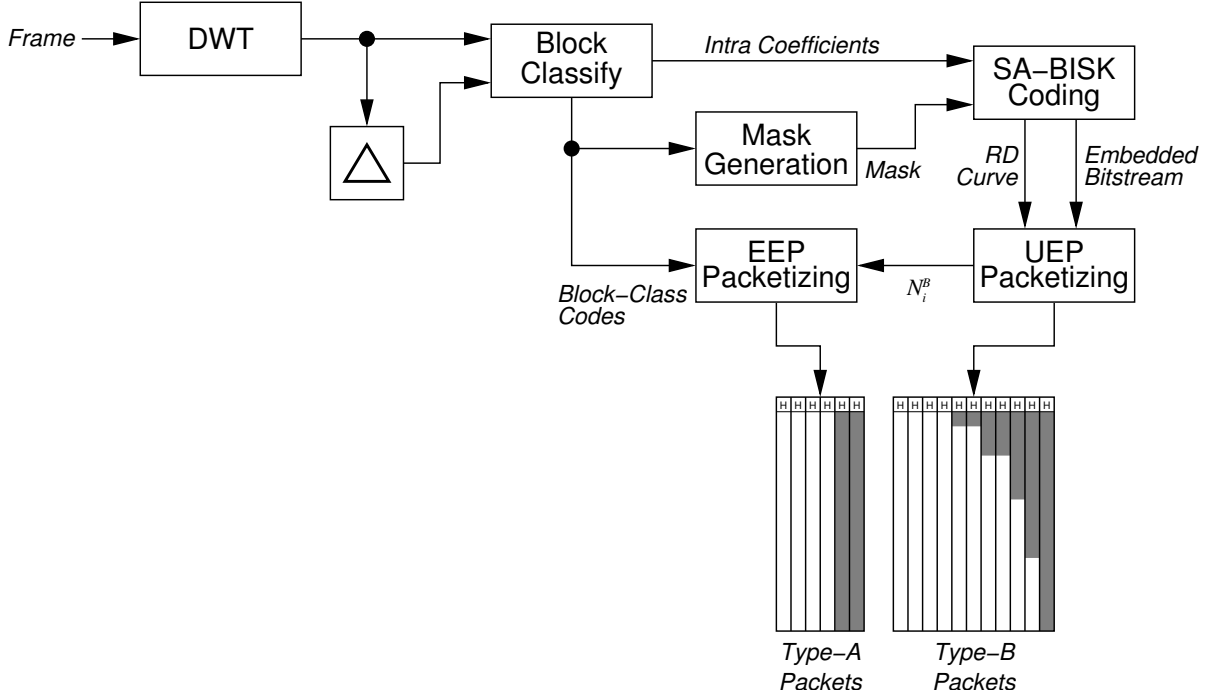 Frame
DWT
Block
Classify
Intra Coefficients
SA−BISK
Coding
Mask
Generation
Mask
RD
Curve
Embedded
Bitstream
EEP
Packetizing
UEP
Packetizing
N_i^B
Block−Class
Codes
H H H H H H
H H H H H H H H H H H
Type−A
Packets
Type−B
Packets